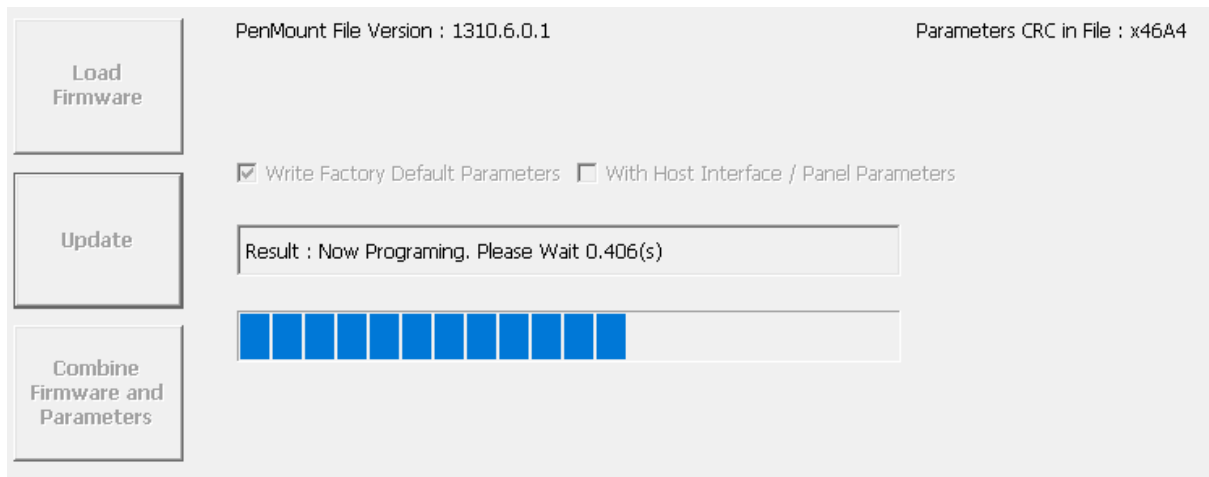 PenMount File Version : 1310.6.0.1
Parameters CRC in File : x46A4
Load
Firmware
Write Factory Default Parameters
With Host Interface / Panel Parameters
Update
Result : Now Programing. Please Wait 0.406(s)
Combine
Firmware and
Parameters